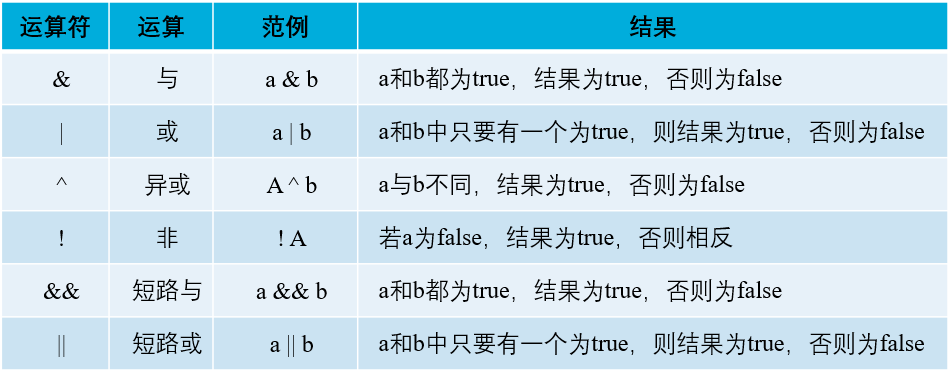 运算符 运算 范例 结果
& 与 a & b a和b都为true，结果为true，否则为false
| 或 a | b a和b中只要有一个为true，则结果为true，否则为false
^ 异或 A ^ b a与b不同，结果为true，否则为false
! 非 ! A 若a为false，结果为true，否则相反
&& 短路与 a && b a和b都为true，结果为true，否则为false
|| 短路或 a || b a和b中只要有一个为true，则结果为true，否则为false